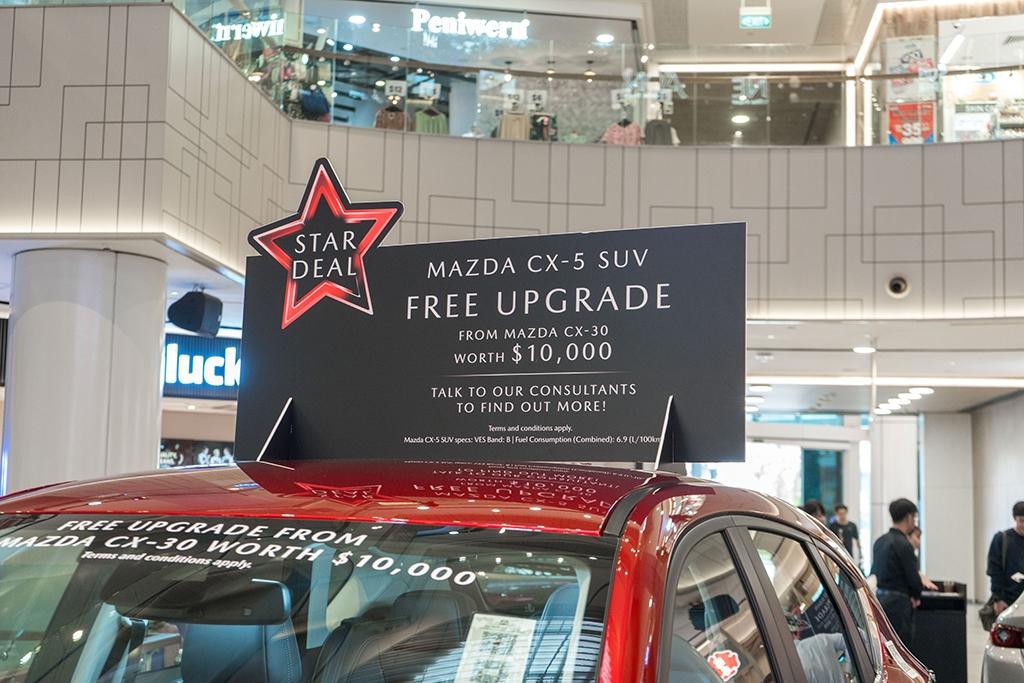 Peniwern
$35
luck
STAR
DEAL
MAZDA CX-5 SUV
FREE UPGRADE
FROM MAZDA CX-30
WORTH $10,000
TALK TO OUR CONSULTANTS
TO FIND OUT MORE!
Terms and conditions apply.
Mazda CX-5 SUV specs: VES Band: B | Fuel Consumption (Combined): 6.9 (L/100km
FREE UPGRADE FROM
MAZDA CX-30 WORTH $10,000
Terms and conditions apply.